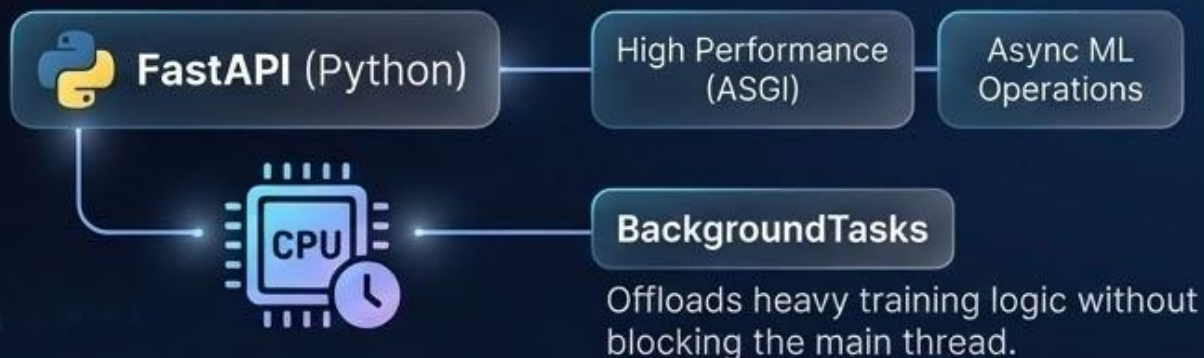 FastAPI (Python)
High Performance
(ASGI)
Async ML
Operations
CPU
BackgroundTasks
Offloads heavy training logic without
blocking the main thread.